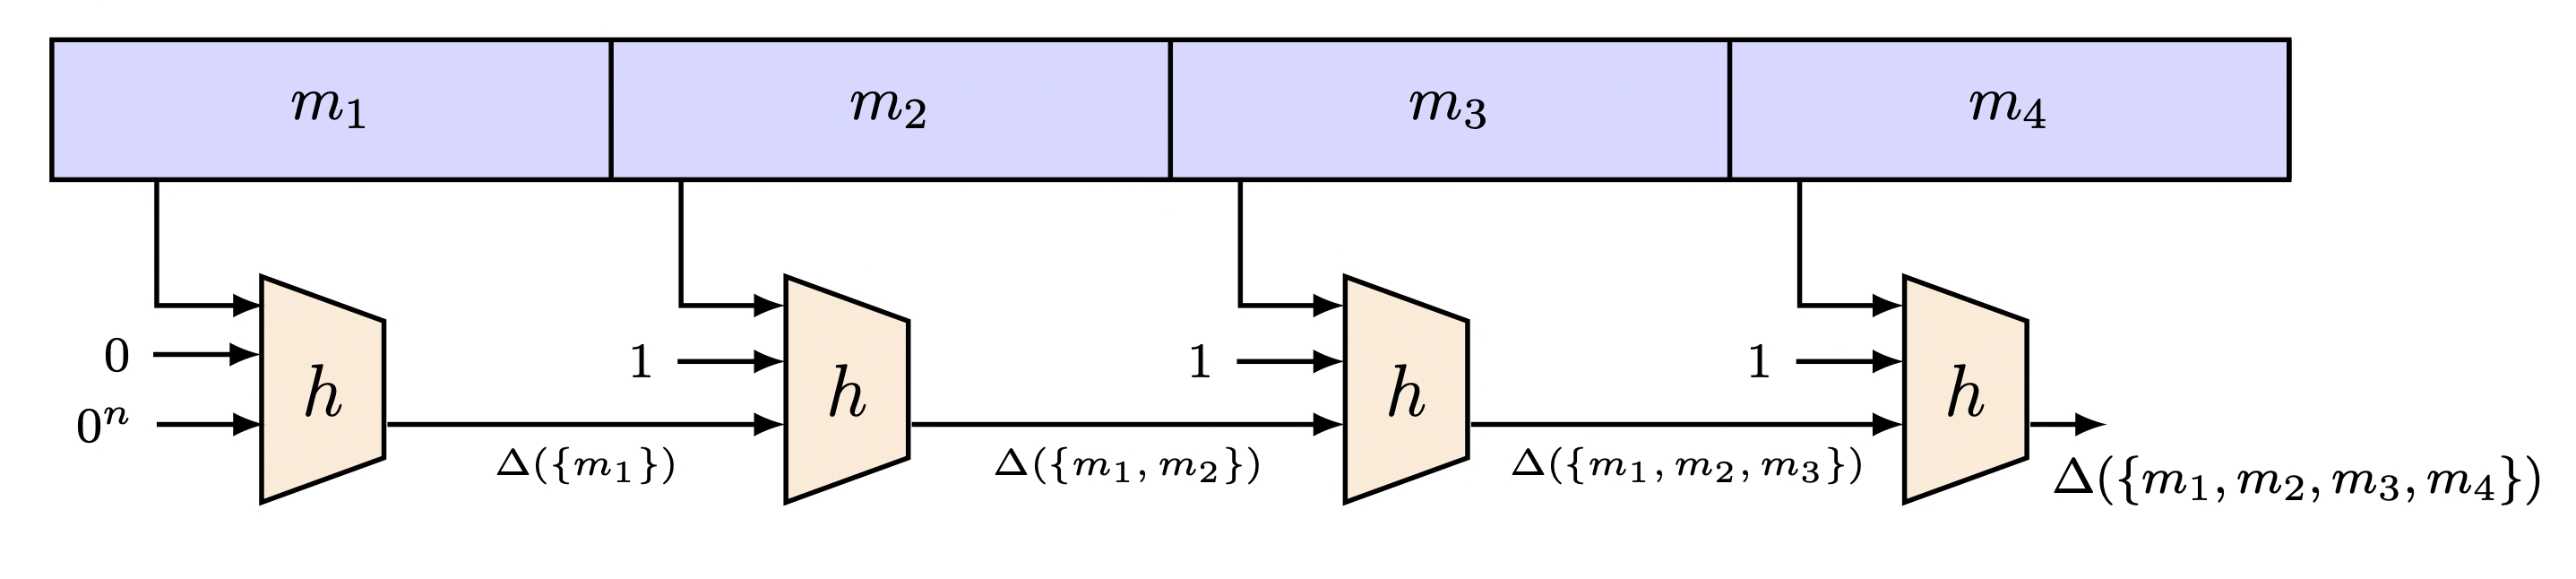 m₁ m₂ m₃ m₄
0 1 1 1
h h h h
0ⁿ
Δ({m₁}) Δ({m₁, m₂}) Δ({m₁, m₂, m₃}) Δ({m₁, m₂, m₃, m₄})